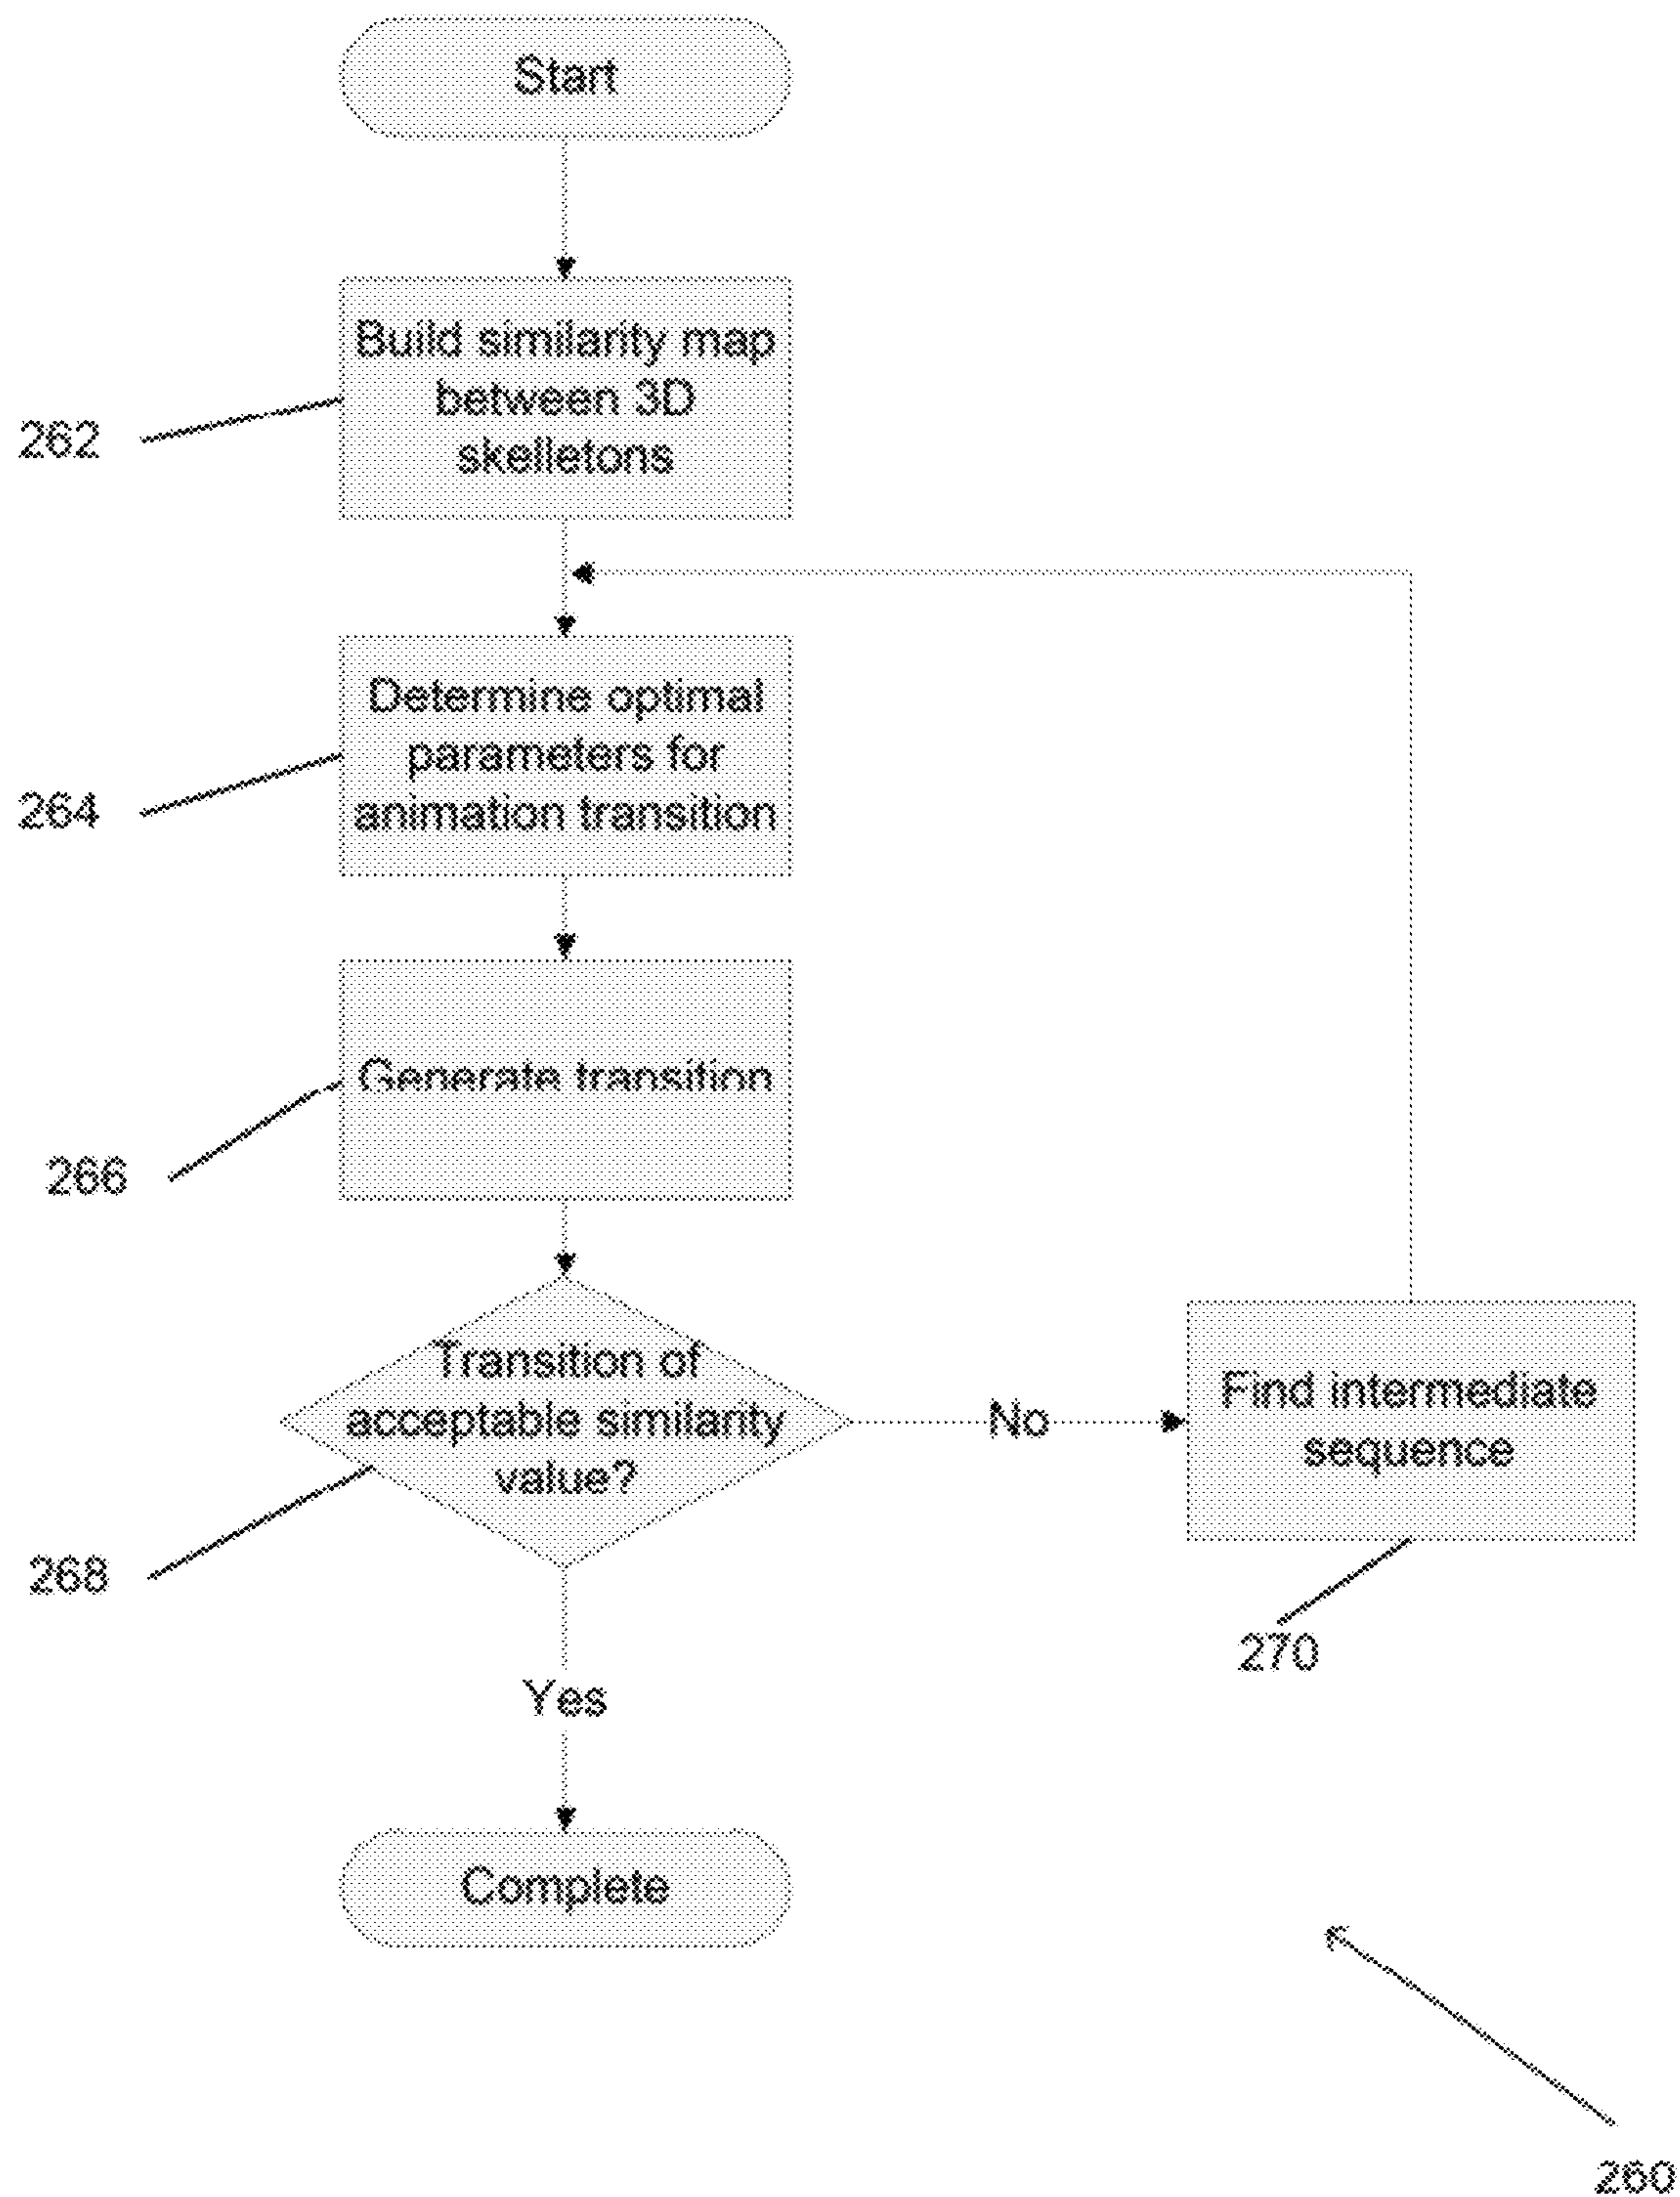 Start
Build similarity map
between 3D
skelletons
262
Determine optimal
parameters for
animation transition
264
Generate transition
266
Transition of
acceptable similarity
value?
268
No
Find intermediate
sequence
270
Yes
Complete
260